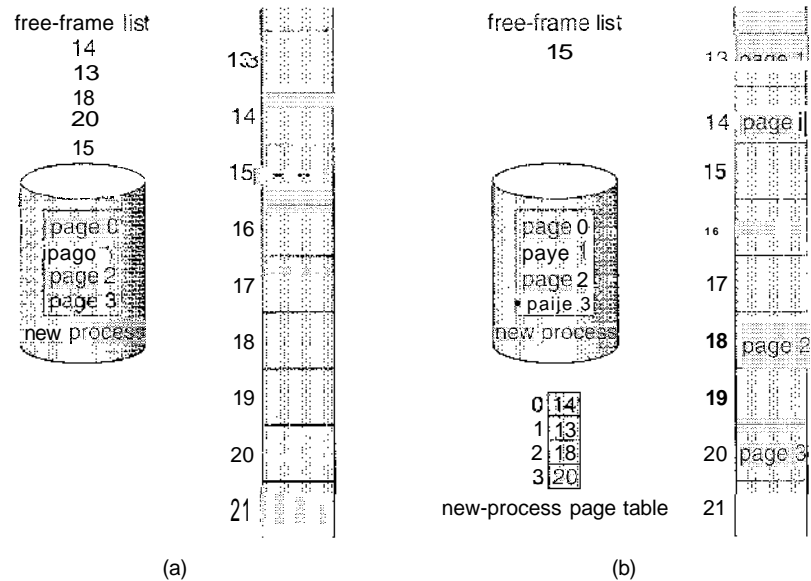 free-frame list
14
13
18
20
15
page 0
pago 1
page 2
page 3
new process
13
14
15
16
17
18
19
20
21
(a)
free-frame list
15
page 0
paye 1
page 2
paije 3
new process
0 14
1 13
2 18
3 20
new-process page table
13 page 1
14 page
15
16
17
18 page 2
19
20 page 3
21
(b)